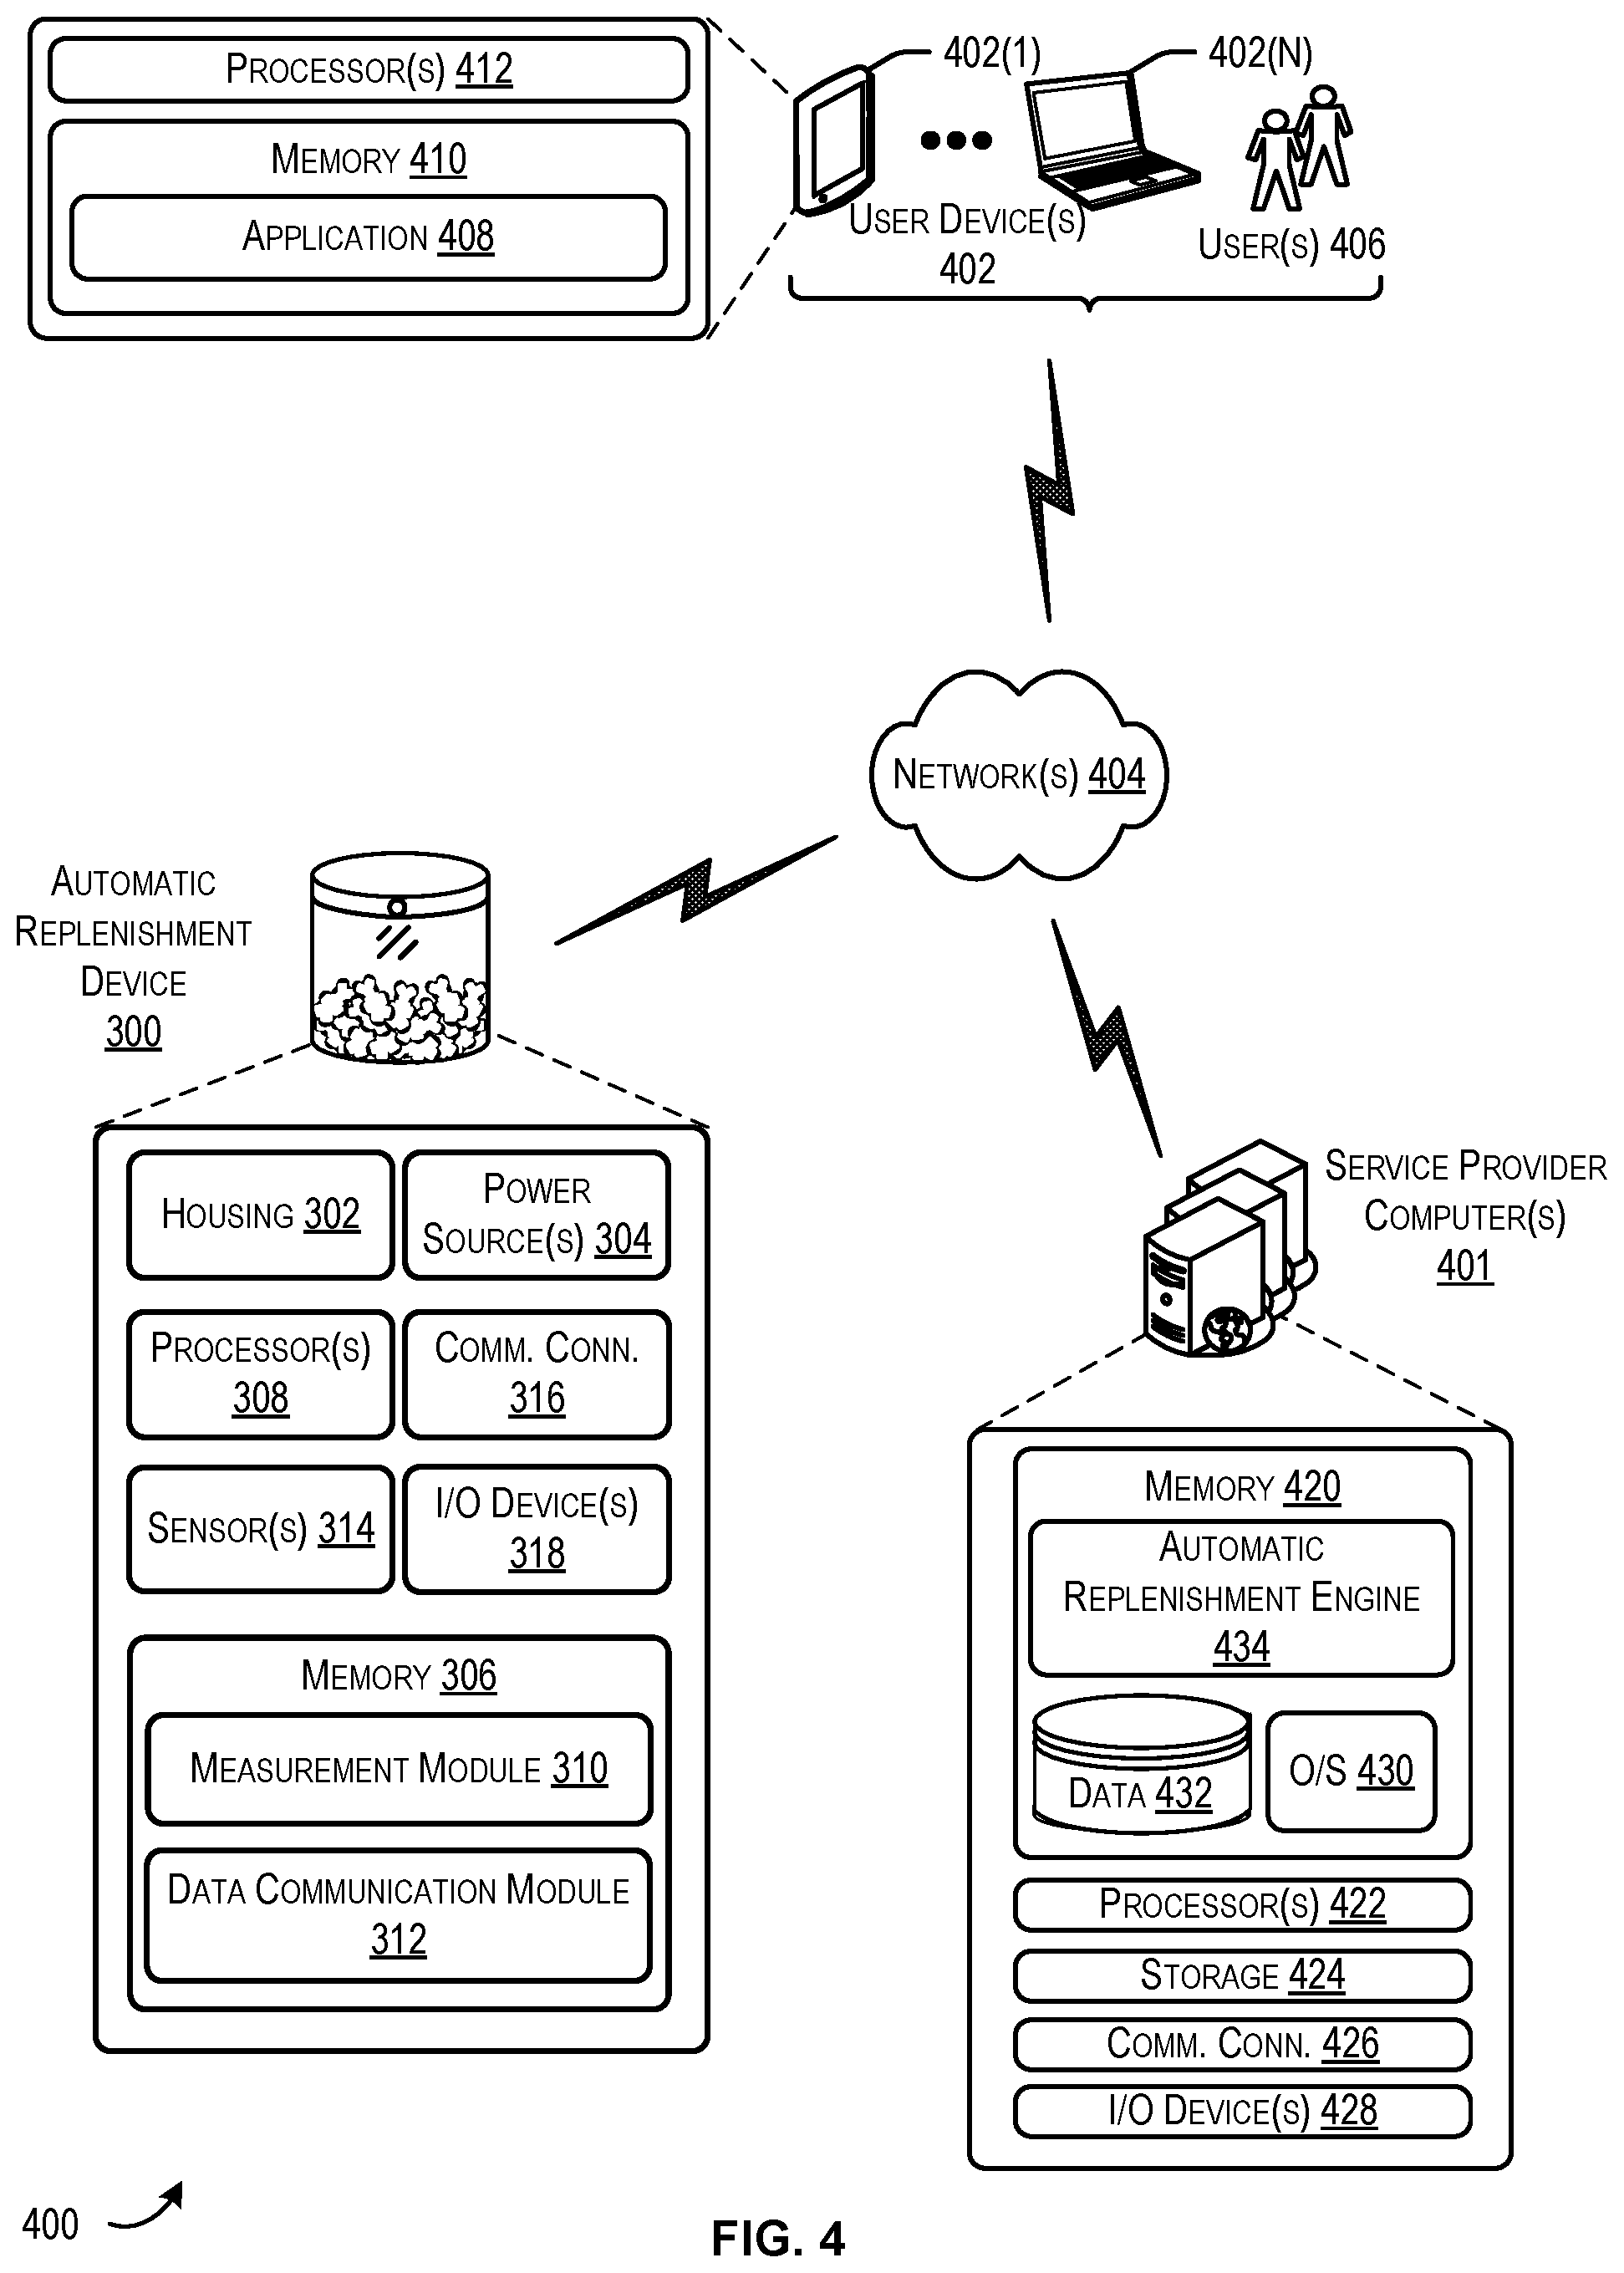 PROCESSOR(S) 412
MEMORY 410
APPLICATION 408
402(1)
402(N)
USER DEVICE(S)
402
USER(S) 406
NETWORK(S) 404
AUTOMATIC
REPLENISHMENT
DEVICE
300
HOUSING 302
POWER
SOURCE(S) 304
PROCESSOR(S)
308
COMM. CONN.
316
SENSOR(S) 314
I/O DEVICE(S)
318
MEMORY 306
MEASUREMENT MODULE 310
DATA COMMUNICATION MODULE
312
SERVICE PROVIDER
COMPUTER(S)
401
MEMORY 420
AUTOMATIC
REPLENISHMENT ENGINE
434
DATA 432
O/S 430
PROCESSOR(S) 422
STORAGE 424
COMM. CONN. 426
I/O DEVICE(S) 428
400
FIG. 4